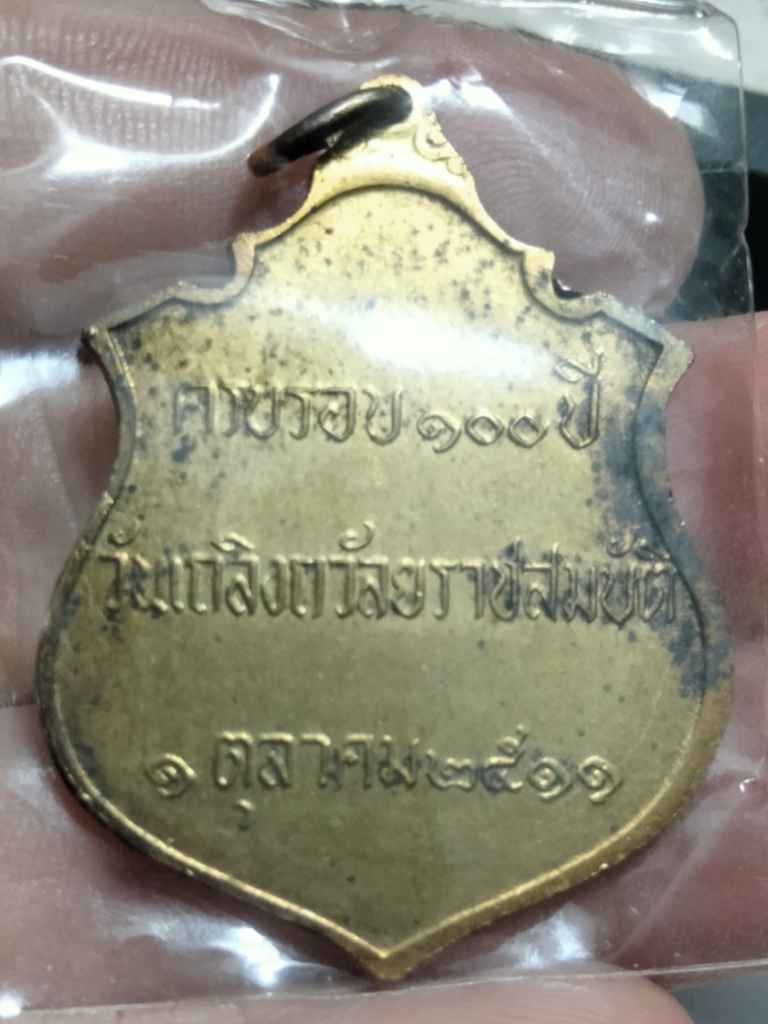 ครบรอบ ๑๐๐ ปี
วันเถลิงถวัลยราชสมบัติ
๑ ตุลาคม ๒๕๑๑